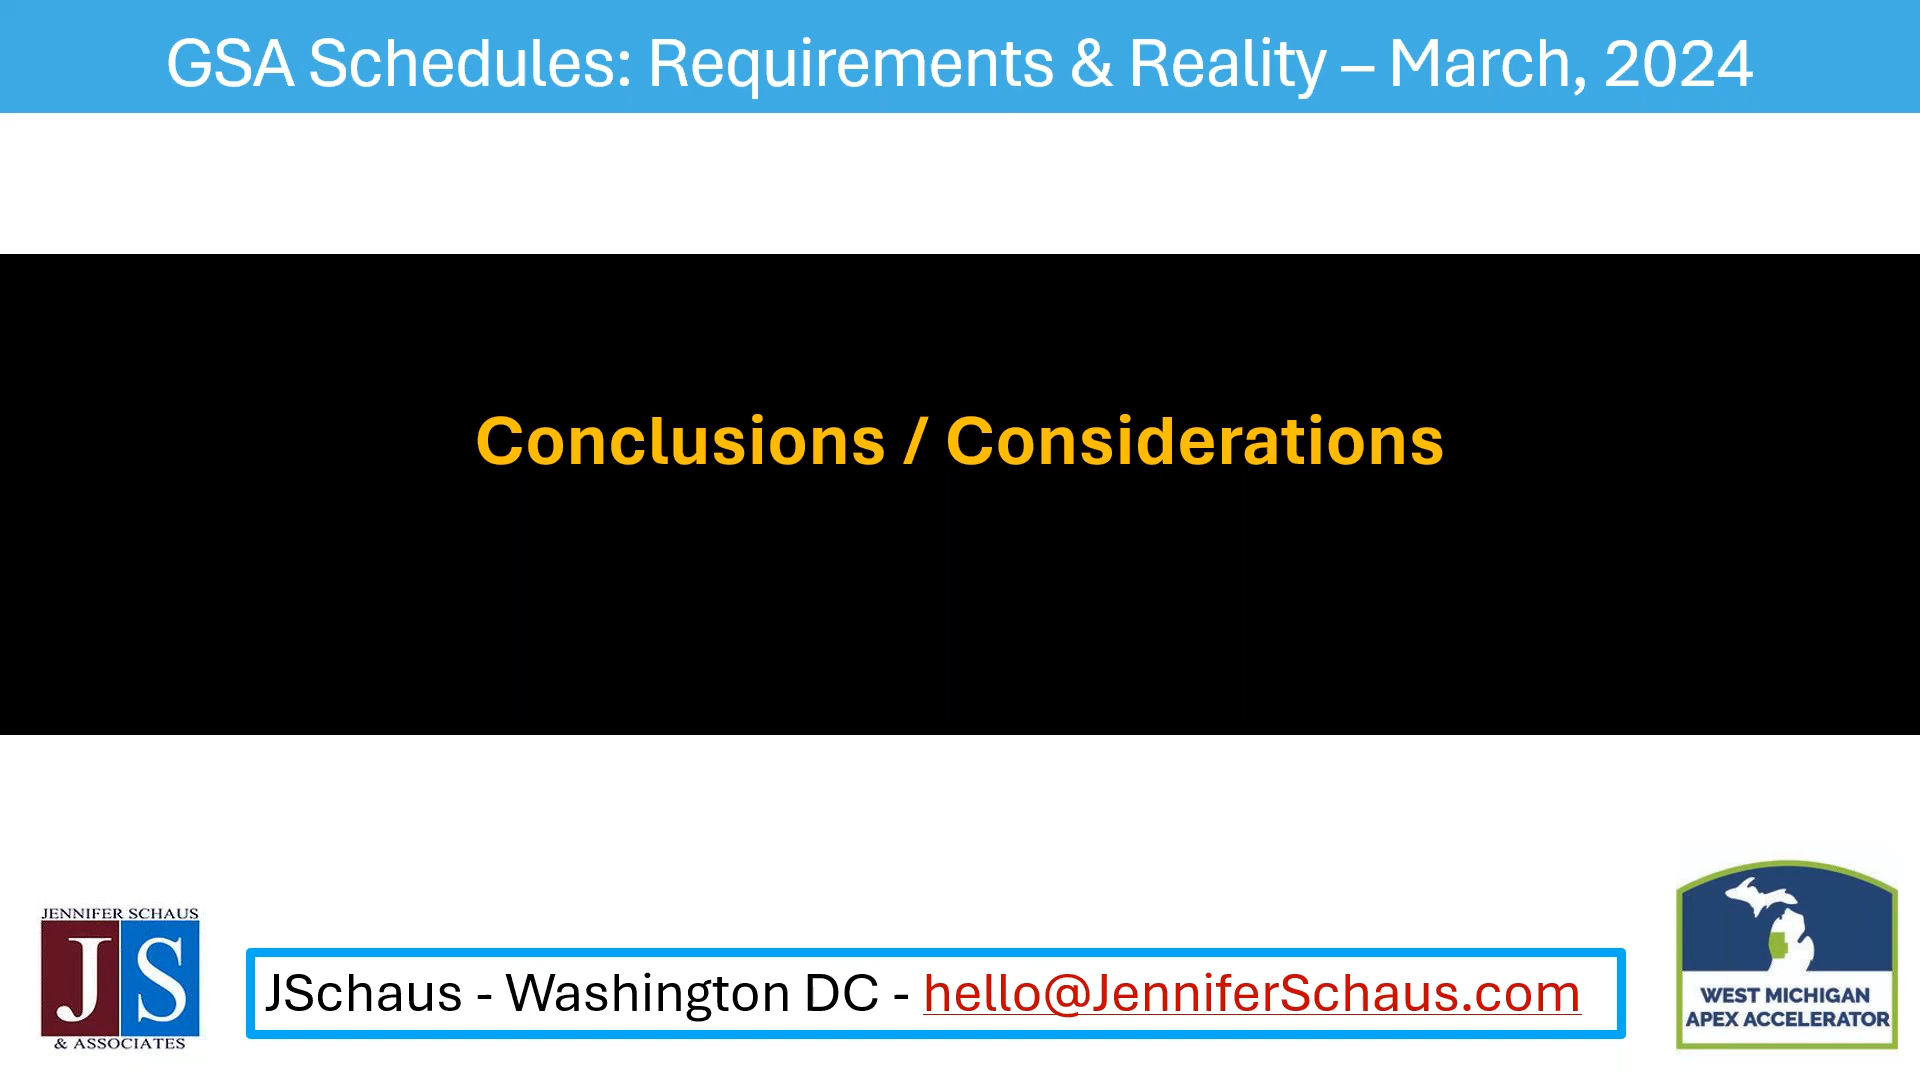 GSA Schedules: Requirements & Reality – March, 2024
Conclusions / Considerations
JENNIFER SCHAUS
JS
& ASSOCIATES
JSchaus - Washington DC - hello@JenniferSchaus.com
WEST MICHIGAN
APEX ACCELERATOR